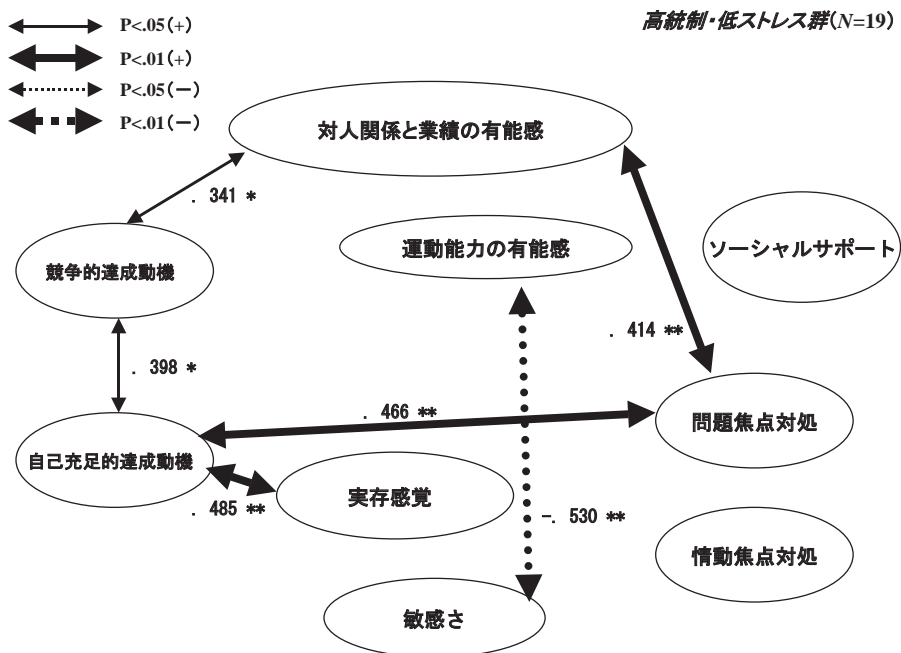 高統制・低ストレス群(N=19)
P<.05(+)
P<.01(+)
P<.05(−)
P<.01(−)
対人関係と業績の有能感
. 341 *
運動能力の有能感
ソーシャルサポート
競争的達成動機
. 414 **
. 398 *
. 466 **
問題焦点対処
自己充足的達成動機
実存感覚
. 485 **
-. 530 **
情動焦点対処
敏感さ